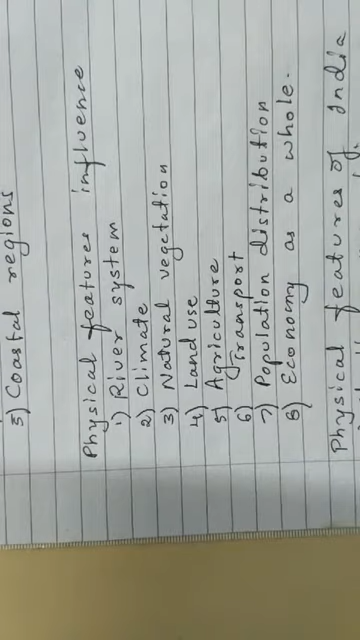 5) Coastal regions
Physical features influence
1) River system
2) Climate
3) Natural vegetation
4) Land use
5) Agriculture
6) Transport
7) Population distribution
8) Economy as a whole.
Physical features of India